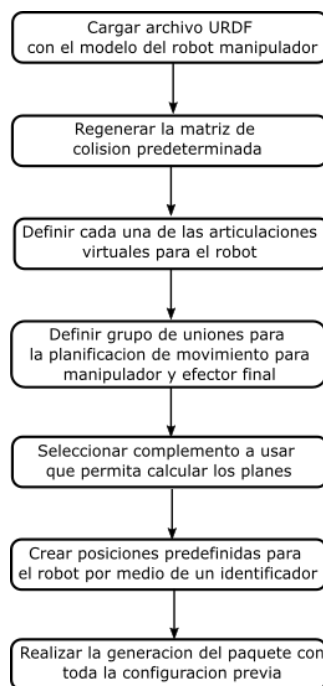 Cargar archivo URDF
con el modelo del robot manipulador
Regenerar la matriz de
colision predeterminada
Definir cada una de las articulaciones
virtuales para el robot
Definir grupo de uniones para
la planificacion de movimiento para
manipulador y efector final
Seleccionar complemento a usar
que permita calcular los planes
Crear posiciones predefinidas para
el robot por medio de un identificador
Realizar la generacion del paquete con
toda la configuracion previa